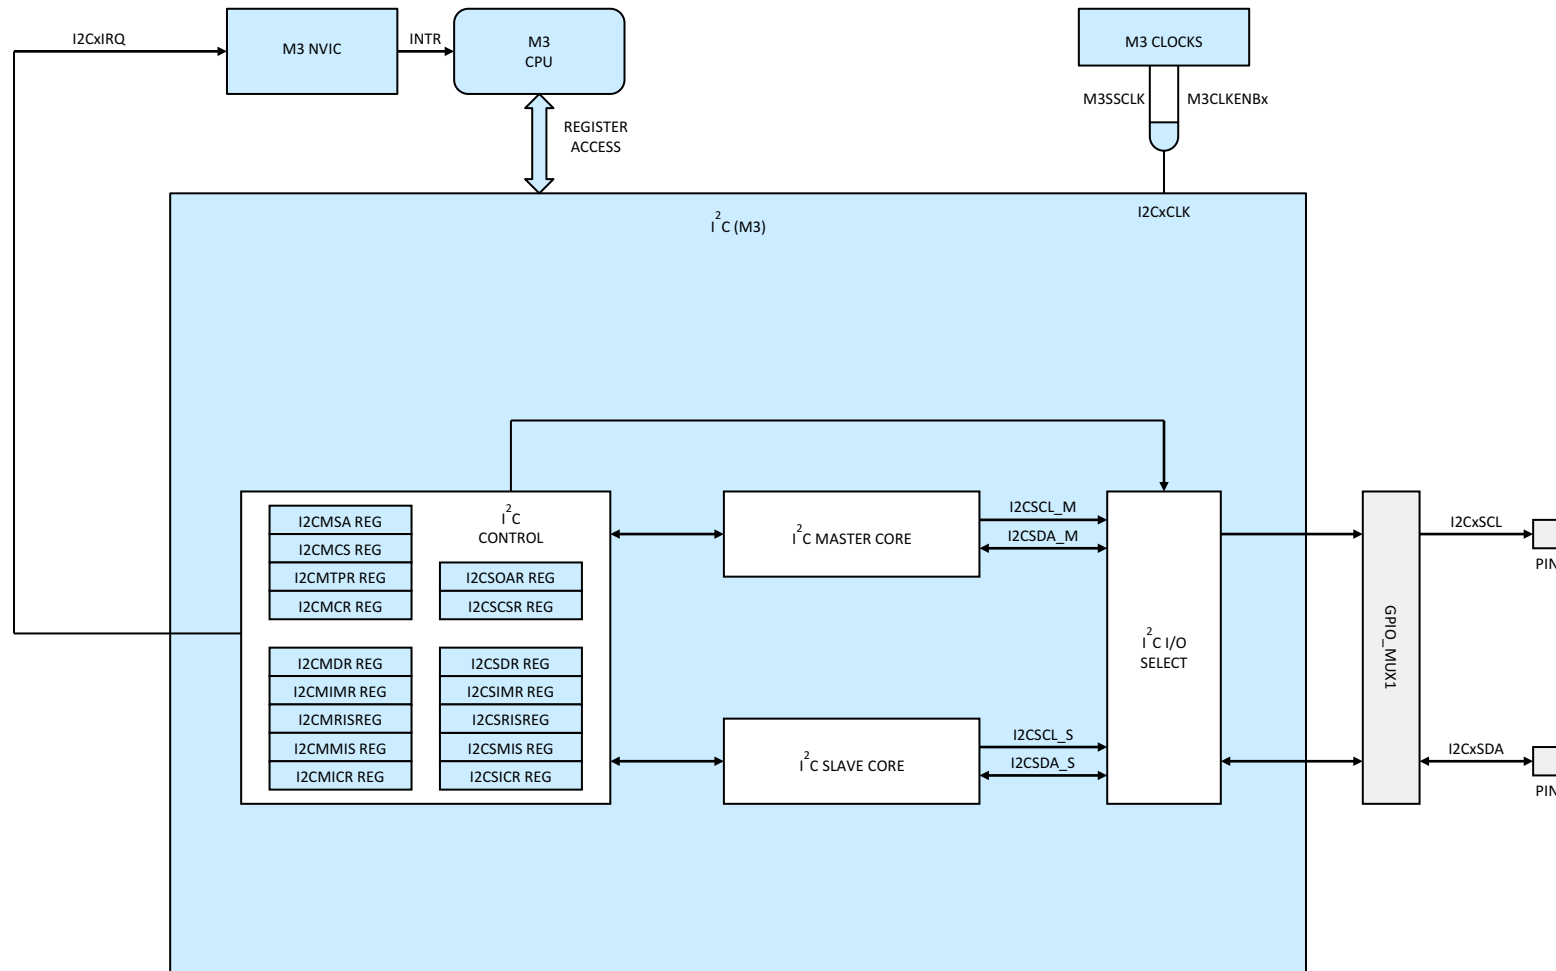 I2CxIRQ
M3 NVIC
INTR
M3
CPU
M3 CLOCKS
M3SSCLK
M3CLKENBx
REGISTER
ACCESS
I2CxCLK
I2C (M3)
I2CMSA REG
I2CMCS REG
I2CMTPR REG
I2CMCR REG
I2C
CONTROL
I2CSOAR REG
I2CSCSR REG
I2CMDR REG
I2CMIMR REG
I2CMRISREG
I2CMMIS REG
I2CMICR REG
I2CSDR REG
I2CSIMR REG
I2CSRISREG
I2CSMIS REG
I2CSICR REG
I2C MASTER CORE
I2CSCL_M
I2CSDA_M
I2C SLAVE CORE
I2CSCL_S
I2CSDA_S
I2C I/O
SELECT
GPIO_MUX1
I2CxSCL
PIN
I2CxSDA
PIN